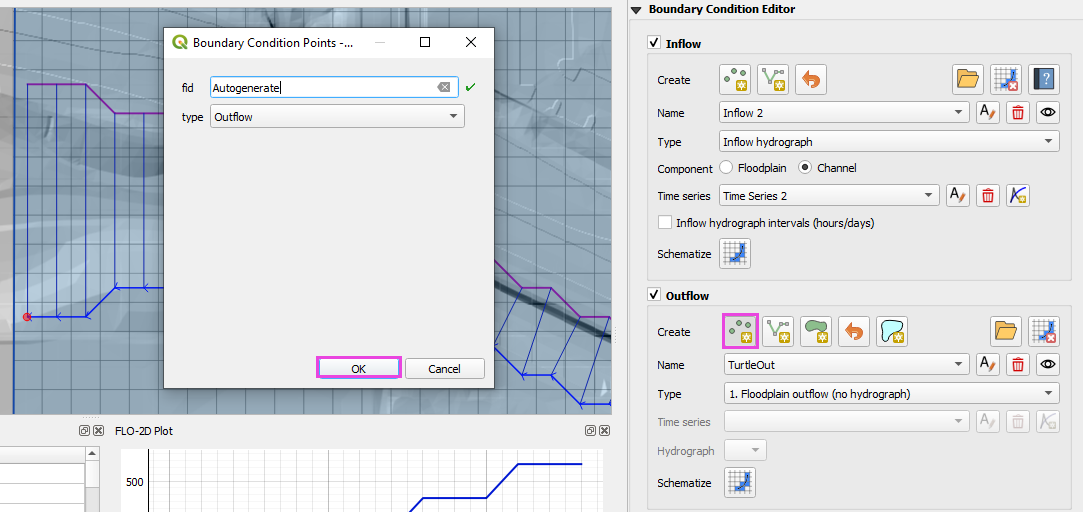 Boundary Condition Points -...
fid
Autogenerate
type
Outflow
OK
Cancel
FLO-2D Plot
500
Boundary Condition Editor
Inflow
Create
Name
Inflow 2
Type
Inflow hydrograph
Component
Floodplain
Channel
Time series
Time Series 2
Inflow hydrograph intervals (hours/days)
Schematize
Outflow
Create
Name
TurtleOut
Type
1. Floodplain outflow (no hydrograph)
Time series
Hydrograph
Schematize